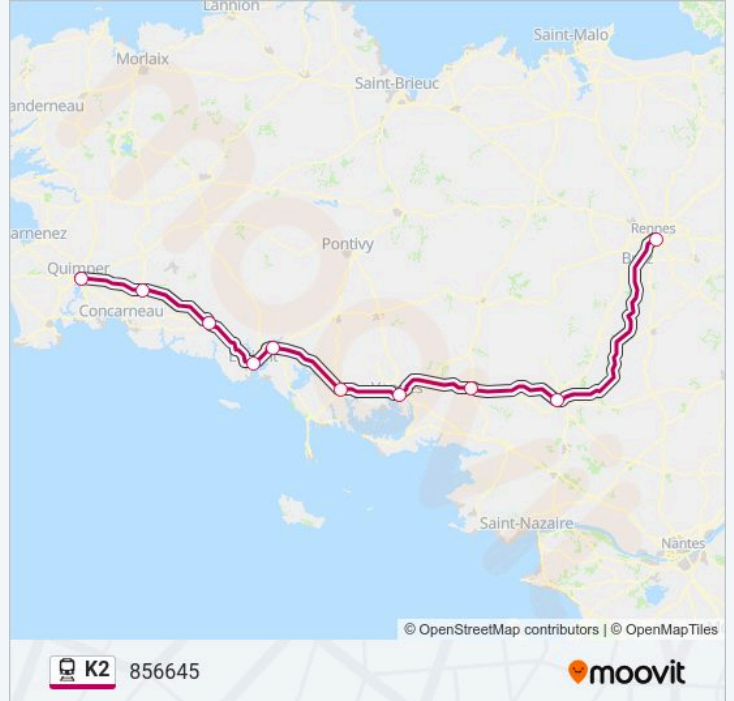 Lannion
Saint-Malo
Morlaix
Saint-Brieuc
anderneau
Rennes
arnenez
Pontivy
Quimper
Concarneau
Saint-Nazaire
Nantes
© OpenStreetMap contributors | © OpenMapTiles
K2 856645 moovit